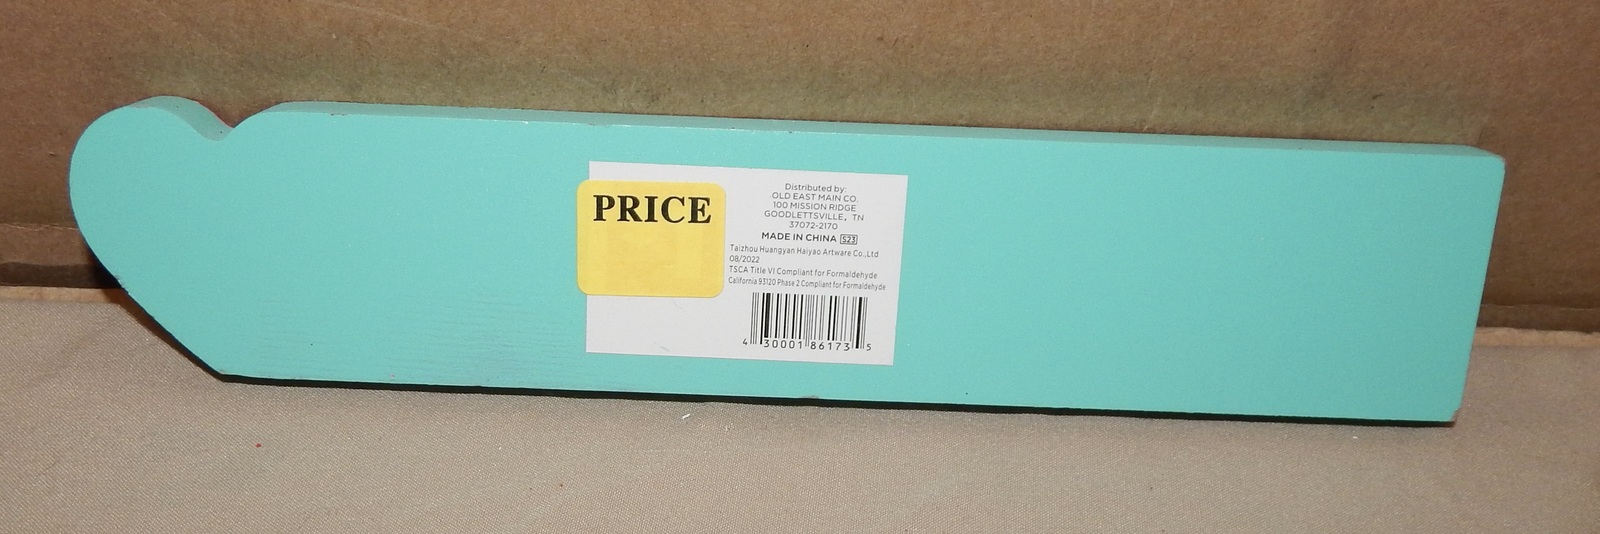 PRICE
Distributed by:
OLD EAST MAIN CO.
100 MISSION RIDGE
GOODLETTSVILLE, TN
37072-2170
MADE IN CHINA S23
Taizhou Huangyan Haiyao Artware Co.,Ltd
08/2022
TSCA Title VI Compliant for Formaldehyde
California 93120 Phase 2 Compliant for Formaldehyde
4 30001 86173 5